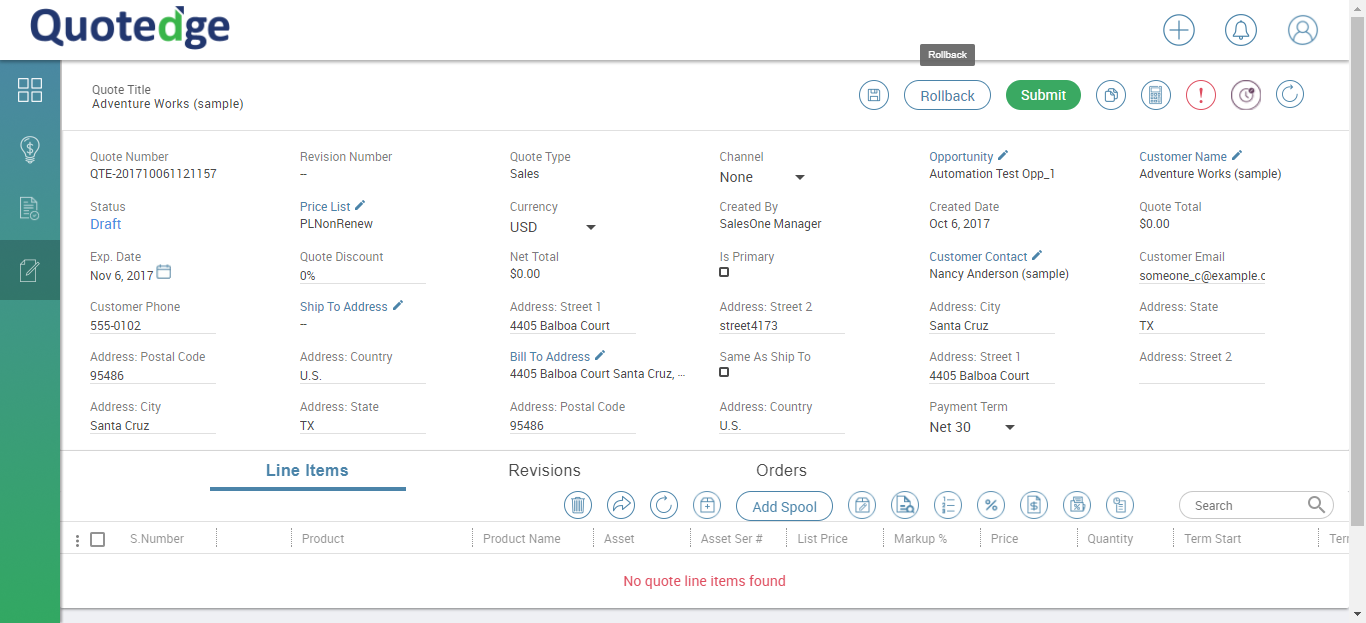 Quotedge
Rollback
Quote Title
Adventure Works (sample)
Rollback
Submit
Quote Number
QTE-201710061121157
Revision Number
--
Quote Type
Sales
Channel
None
Opportunity
Automation Test Opp_1
Customer Name
Adventure Works (sample)
Status
Draft
Price List
PLNonRenew
Currency
USD
Created By
SalesOne Manager
Created Date
Oct 6, 2017
Quote Total
$0.00
Exp. Date
Nov 6, 2017
Quote Discount
0%
Net Total
$0.00
Is Primary
Customer Contact
Nancy Anderson (sample)
Customer Email
someone_c@example.c
Customer Phone
555-0102
Ship To Address
--
Address: Street 1
4405 Balboa Court
Address: Street 2
street4173
Address: City
Santa Cruz
Address: State
TX
Address: Postal Code
95486
Address: Country
U.S.
Bill To Address
4405 Balboa Court Santa Cruz, ...
Same As Ship To
Address: Street 1
4405 Balboa Court
Address: Street 2
Address: City
Santa Cruz
Address: State
TX
Address: Postal Code
95486
Address: Country
U.S.
Payment Term
Net 30
Line Items
Revisions
Orders
Add Spool
Search
S.Number
Product
Product Name
Asset
Asset Ser #
List Price
Markup %
Price
Quantity
Term Start
Terr
No quote line items found